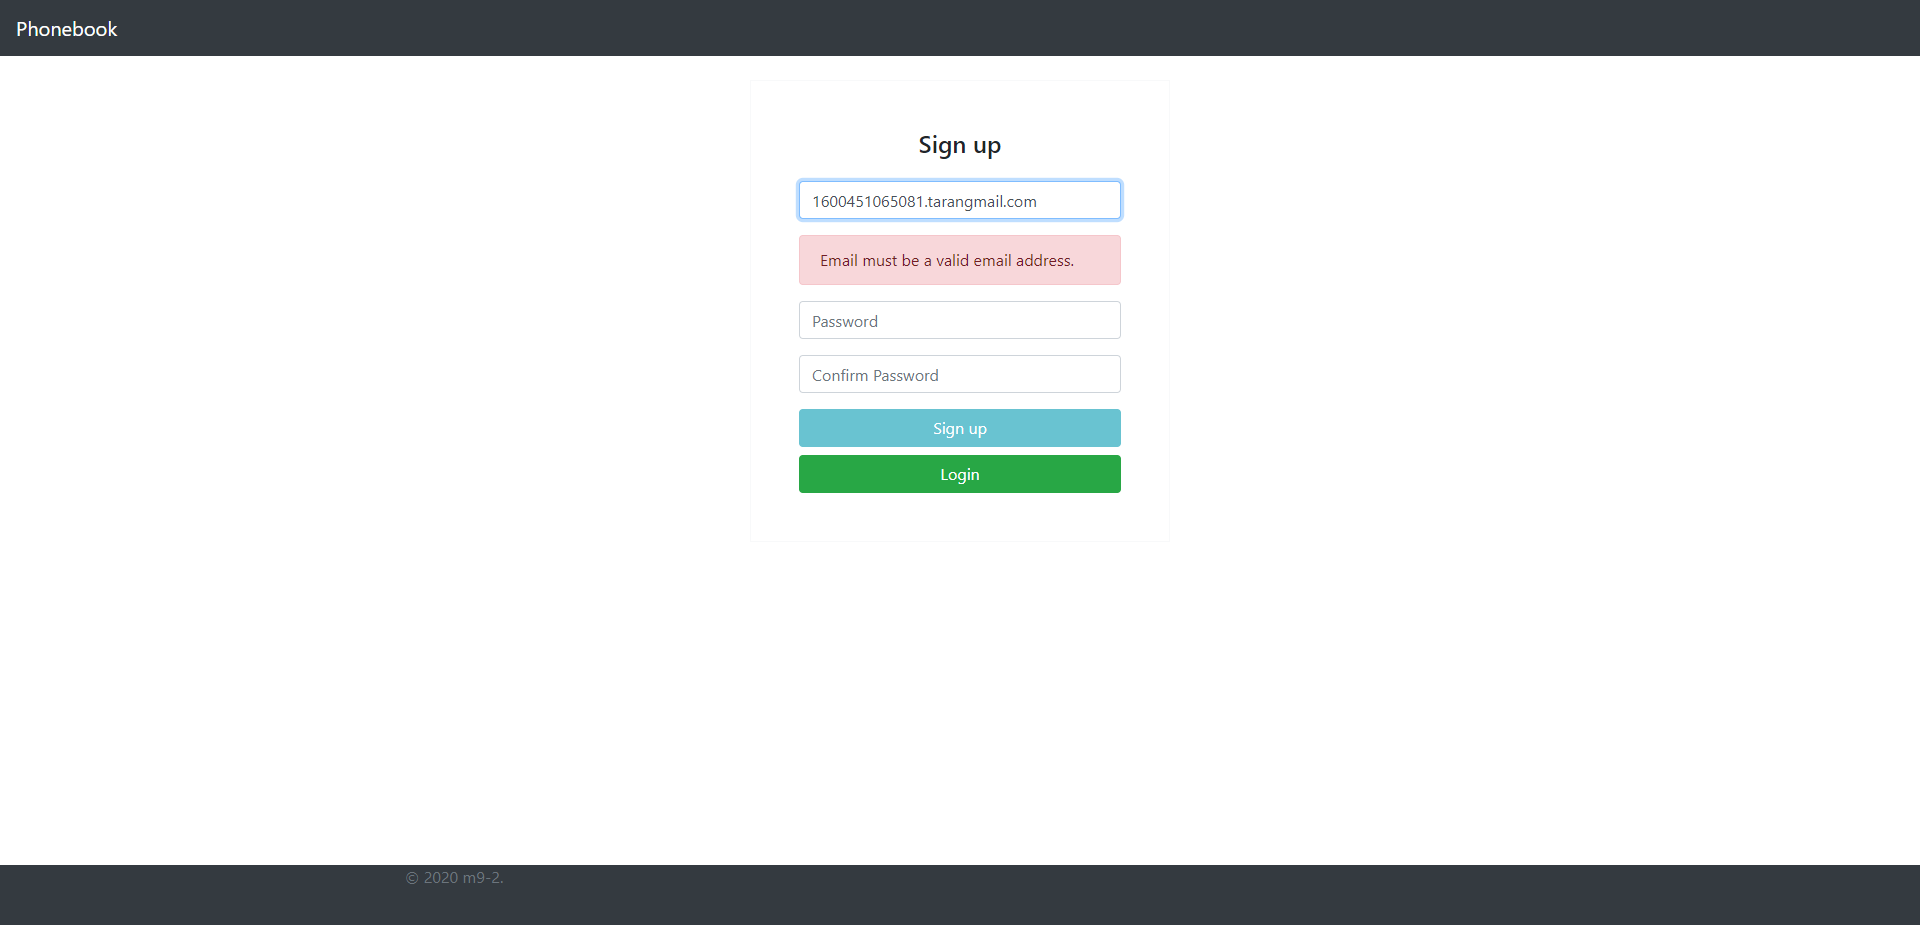 Phonebook
Sign up
1600451065081.tarangmail.com
Email must be a valid email address.
Password
Confirm Password
Sign up
Login
© 2020 m9-2.